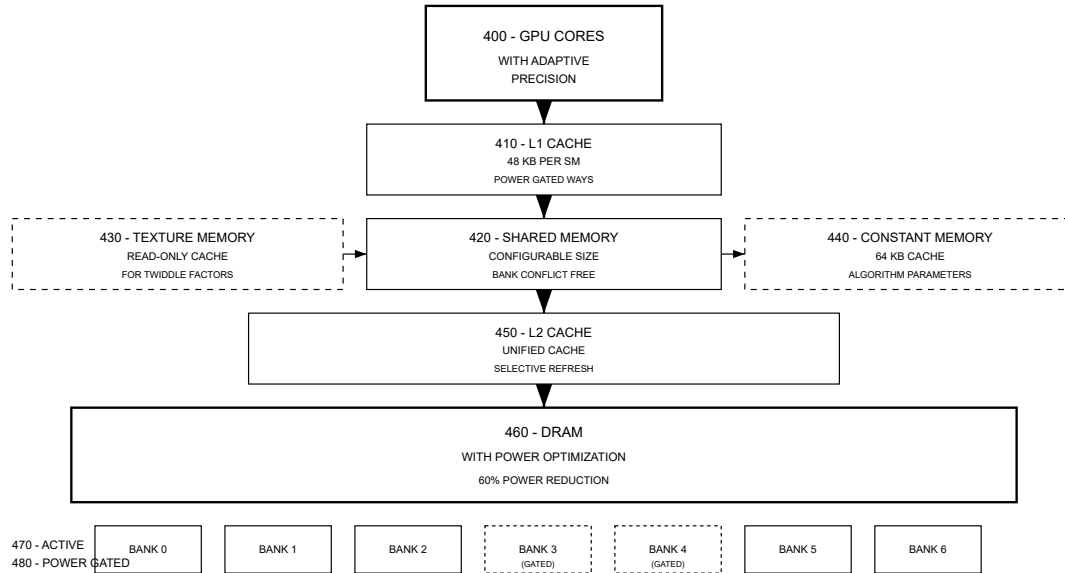 400 - GPU CORES
WITH ADAPTIVE
PRECISION
410 - L1 CACHE
48 KB PER SM
POWER GATED WAYS
430 - TEXTURE MEMORY
READ-ONLY CACHE
FOR TWIDDLE FACTORS
420 - SHARED MEMORY
CONFIGURABLE SIZE
BANK CONFLICT FREE
440 - CONSTANT MEMORY
64 KB CACHE
ALGORITHM PARAMETERS
450 - L2 CACHE
UNIFIED CACHE
SELECTIVE REFRESH
460 - DRAM
WITH POWER OPTIMIZATION
60% POWER REDUCTION
470 - ACTIVE
480 - POWER GATED
BANK 0
BANK 1
BANK 2
BANK 3
(GATED)
BANK 4
(GATED)
BANK 5
BANK 6